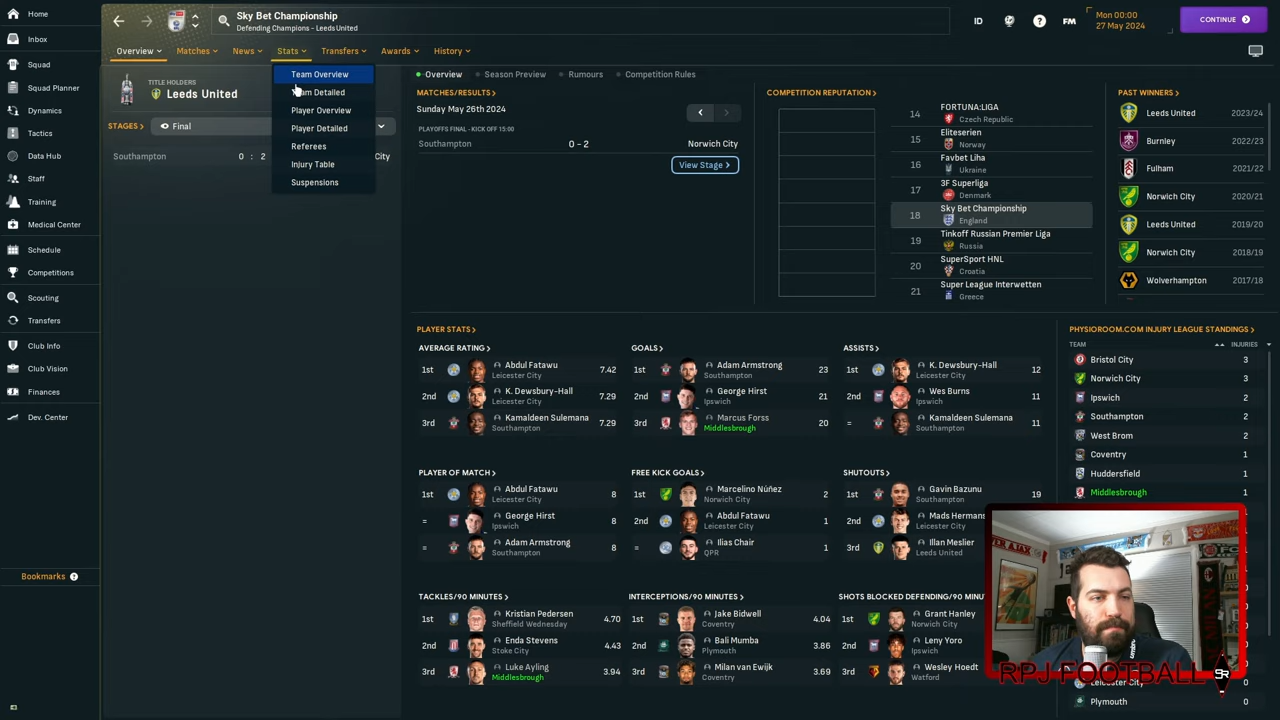 Home
Inbox
Squad
Squad Planner
Dynamics
Tactics
Data Hub
Staff
Training
Medical Center
Schedule
Competitions
Scouting
Transfers
Club Info
Club Vision
Finances
Dev. Center
Bookmarks ?
Sky Bet Championship
Defending Champions - Leeds United
ID
?
FM
Mon 00:00
27 May 2024
CONTINUE
Overview
Matches
News
Stats
Transfers
Awards
History
Team Overview
Team Detailed
Player Overview
Player Detailed
Referees
Injury Table
Suspensions
TITLE HOLDERS
Leeds United
STAGES
Final
Southampton 0 : 2 City
Overview
Season Preview
Rumours
Competition Rules
MATCHES/RESULTS
Sunday May 26th 2024
PLAYOFFS FINAL - KICK OFF 15:00
Southampton 0 - 2 Norwich City
View Stage
COMPETITION REPUTATION
14 FORTUNA:LIGA
Czech Republic
15 Eliteserien
Norway
16 Favbet Liha
Ukraine
17 3F Superliga
Denmark
18 Sky Bet Championship
England
19 Tinkoff Russian Premier Liga
Russia
20 SuperSport HNL
Croatia
21 Super League Interwetten
Greece
PAST WINNERS
Leeds United 2023/24
Burnley 2022/23
Fulham 2021/22
Norwich City 2020/21
Leeds United 2019/20
Norwich City 2018/19
Wolverhampton 2017/18
PLAYER STATS
AVERAGE RATING
1st Abdul Fatawu 7.42
Leicester City
2nd K. Dewsbury-Hall 7.29
Leicester City
3rd Kamaldeen Sulemana 7.29
Southampton
GOALS
1st Adam Armstrong 23
Southampton
2nd George Hirst 21
Ipswich
3rd Marcus Forss 20
Middlesbrough
ASSISTS
1st K. Dewsbury-Hall 12
Leicester City
2nd Wes Burns 11
Ipswich
= Kamaldeen Sulemana 11
Southampton
PLAYER OF MATCH
1st Abdul Fatawu 8
Leicester City
= George Hirst 8
Ipswich
= Adam Armstrong 8
Southampton
FREE KICK GOALS
1st Marcelino Núñez 2
Norwich City
2nd Abdul Fatawu 1
Leicester City
= Ilias Chair 1
QPR
SHUTOUTS
1st Gavin Bazunu 19
Southampton
2nd Mads Hermans
Leicester City
3rd Illan Meslier
Leeds United
TACKLES/90 MINUTES
1st Kristian Pedersen 4.70
Sheffield Wednesday
2nd Enda Stevens 4.43
Stoke City
3rd Luke Ayling 3.94
Middlesbrough
INTERCEPTIONS/90 MINUTES
1st Jake Bidwell 4.04
Coventry
2nd Bali Mumba 3.86
Plymouth
3rd Milan van Ewijk 3.69
Coventry
SHOTS BLOCKED DEFENDING/90 MINUT
1st Grant Hanley
Norwich City
2nd Leny Yoro
Ipswich
3rd Wesley Hoedt
Watford
PHYSIOROOM.COM INJURY LEAGUE STANDINGS
TEAM INJURIES
Bristol City 3
Norwich City 3
Ipswich 2
Southampton 2
West Brom 2
Coventry 1
Huddersfield 1
Middlesbrough 1
Leicester City 0
Plymouth 0
RPJ FOOTBALL
SR